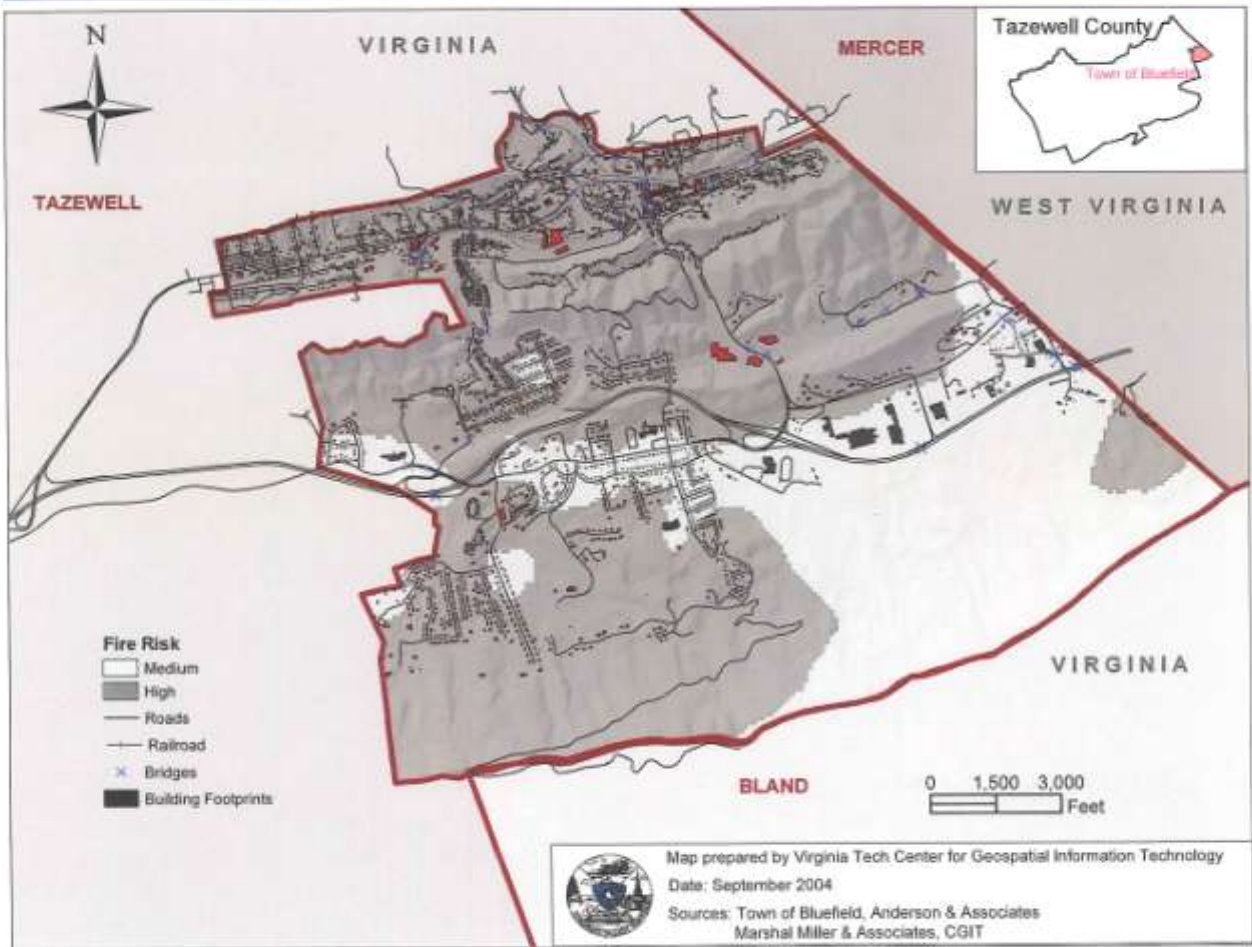 N
VIRGINIA
MERCER
Tazewell County
Town of Bluefield
TAZEWELL
WEST VIRGINIA
Fire Risk
Medium
High
Roads
Railroad
Bridges
Building Footprints
VIRGINIA
BLAND
0 1,500 3,000
Feet
Map prepared by Virginia Tech Center for Geospatial Information Technology
Date: September 2004
Sources: Town of Bluefield, Anderson & Associates
Marshal Miller & Associates, CGIT